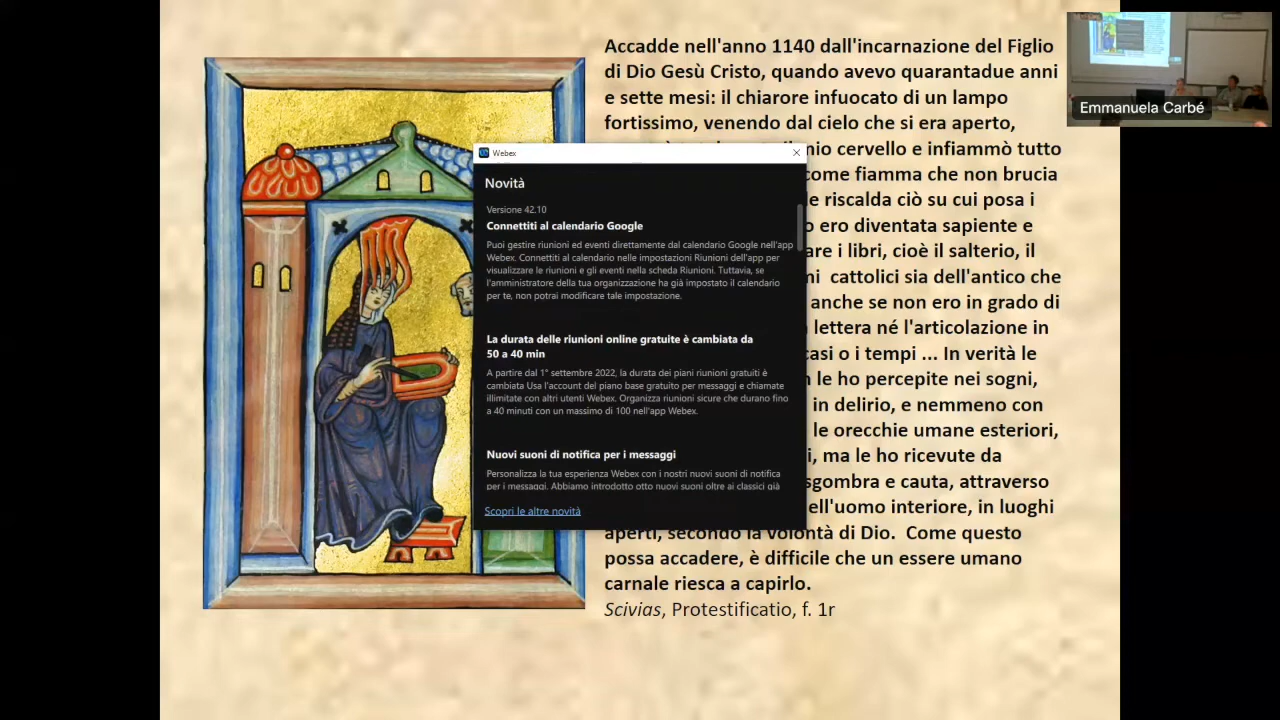 Accadde nell'anno 1140 dall'incarnazione del Figlio
di Dio Gesù Cristo, quando avevo quarantadue anni
e sette mesi: il chiarore infuocato di un lampo
fortissimo, venendo dal cielo che si era aperto,
cervello e infiammò tutto
come fiamma che non brucia
riscalda ciò su cui posa i
ero diventata sapiente e
i libri, cioè il salterio, il
cattolici sia dell'antico che
anche se non ero in grado di
lettera né l'articolazione in
casi o i tempi ... In verità le
le ho percepite nei sogni,
in delirio, e nemmeno con
le orecchie umane esteriori,
ma le ho ricevute da
sgombra e cauta, attraverso
dell'uomo interiore, in luoghi
aperti, secondo la volontà di Dio. Come questo
possa accadere, è difficile che un essere umano
carnale riesca a capirlo.
Scivias, Protestificatio, f. 1r
Webex
Novità
Versione 42.10
Connettiti al calendario Google
Puoi gestire riunioni ed eventi direttamente dal calendario Google nell'app
Webex. Connettiti al calendario nelle impostazioni Riunioni dell'app per
visualizzare le riunioni e gli eventi nella scheda Riunioni. Tuttavia, se
l'amministratore della tua organizzazione ha già impostato il calendario
per te, non potrai modificare tale impostazione.
La durata delle riunioni online gratuite è cambiata da
50 a 40 min
A partire dal 1° settembre 2022, la durata dei piani riunioni gratuiti è
cambiata Usa l'account del piano base gratuito per messaggi e chiamate
illimitate con altri utenti Webex. Organizza riunioni sicure che durano fino
a 40 minuti con un massimo di 100 nell'app Webex.
Nuovi suoni di notifica per i messaggi
Personalizza la tua esperienza Webex con i nostri nuovi suoni di notifica
per i messaggi. Abbiamo introdotto otto nuovi suoni oltre ai classici già
Scopri le altre novità
Emmanuela Carbé